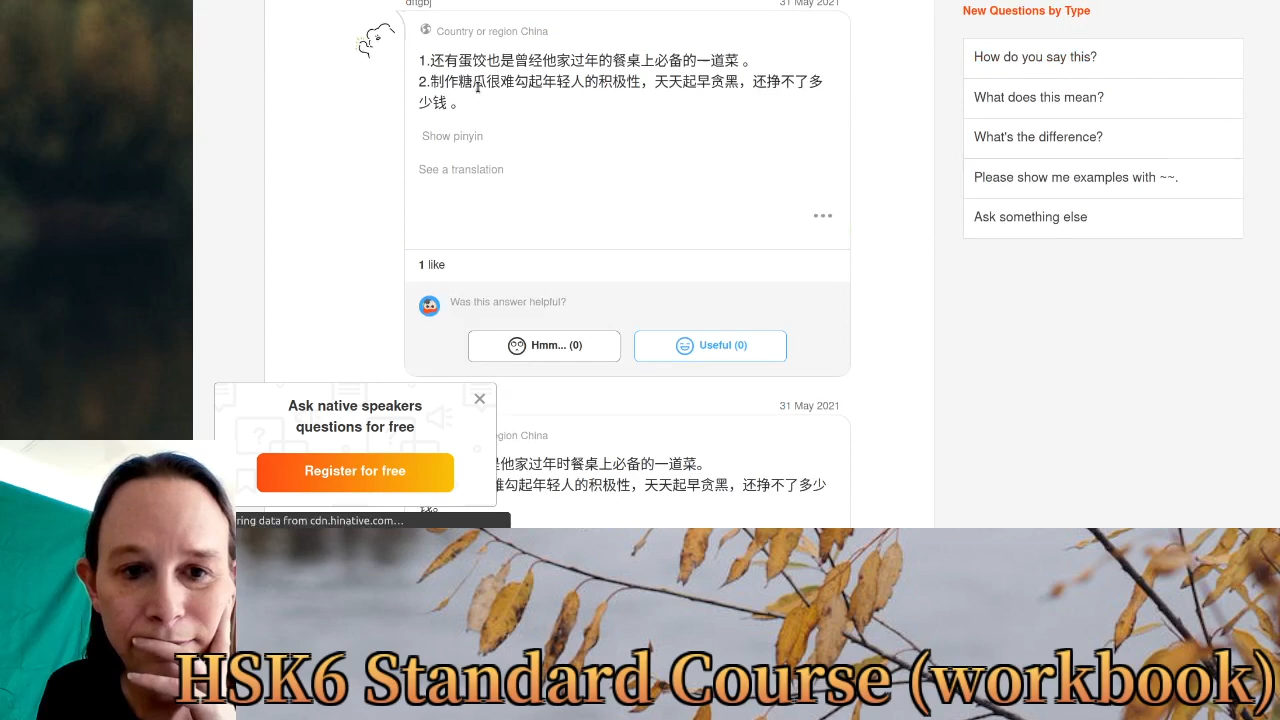 drtgbj
31 May 2021
Country or region China
1.还有蛋饺也是曾经他家过年的餐桌上必备的一道菜 。
2.制作糖瓜很难勾起年轻人的积极性，天天起早贪黑，还挣不了多
少钱 。
Show pinyin
See a translation
1 like
Was this answer helpful?
Hmm... (0)
Useful (0)
31 May 2021
gion China
是他家过年时餐桌上必备的一道菜。
难勾起年轻人的积极性，天天起早贪黑，还挣不了多少
钱。
Ask native speakers
questions for free
Register for free
ring data from cdn.hinative.com…
New Questions by Type
How do you say this?
What does this mean?
What's the difference?
Please show me examples with ~~.
Ask something else
HSK6 Standard Course (workbook)